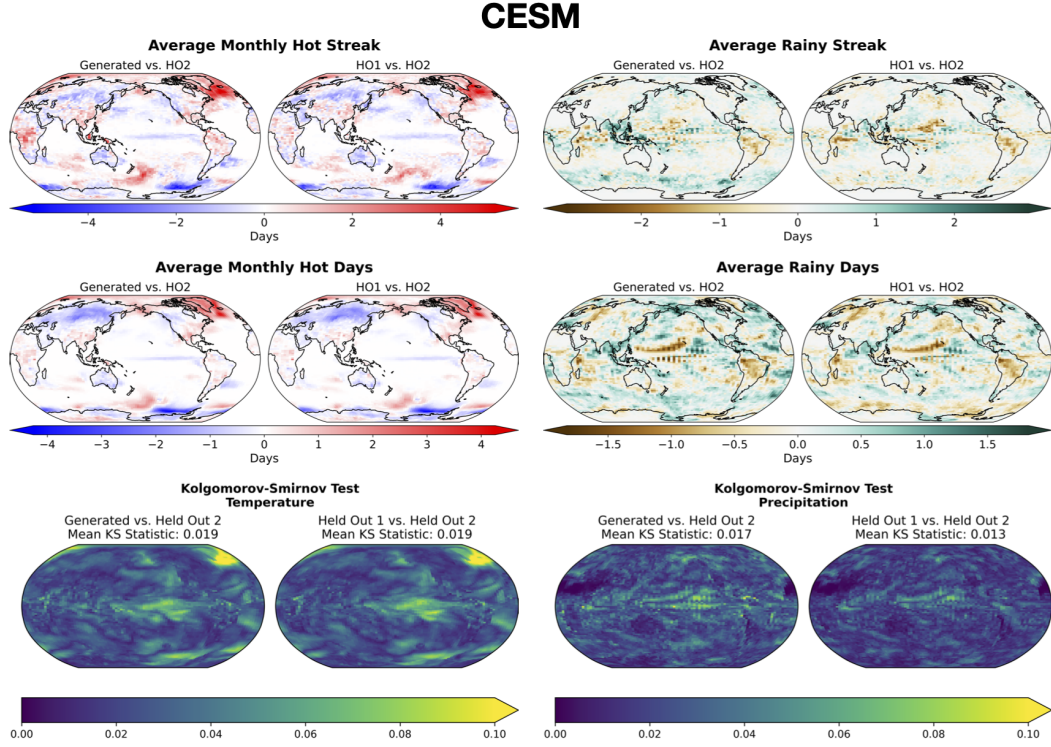 CESM
Average Monthly Hot Streak
Generated vs. HO2
HO1 vs. HO2
−4 −2 0 2 4
Days
Average Rainy Streak
Generated vs. HO2
HO1 vs. HO2
−2 −1 0 1 2
Days
Average Monthly Hot Days
Generated vs. HO2
HO1 vs. HO2
−4 −3 −2 −1 0 1 2 3 4
Days
Average Rainy Days
Generated vs. HO2
HO1 vs. HO2
−1.5 −1.0 −0.5 0.0 0.5 1.0 1.5
Days
Kolgomorov-Smirnov Test
Temperature
Generated vs. Held Out 2
Mean KS Statistic: 0.019
Held Out 1 vs. Held Out 2
Mean KS Statistic: 0.019
0.00 0.02 0.04 0.06 0.08 0.10
Kolgomorov-Smirnov Test
Precipitation
Generated vs. Held Out 2
Mean KS Statistic: 0.017
Held Out 1 vs. Held Out 2
Mean KS Statistic: 0.013
0.00 0.02 0.04 0.06 0.08 0.10